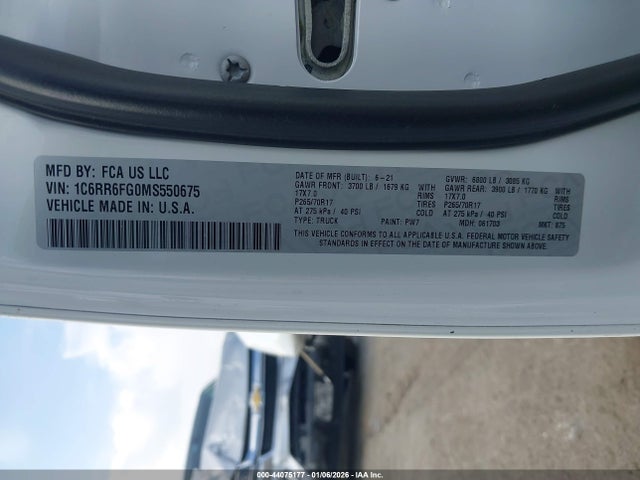 MFD BY: FCA US LLC
VIN: 1C6RR6FG0MS550675
VEHICLE MADE IN: U.S.A.
DATE OF MFR (BUILT): 6-21
GVWR: 6800 LB / 3085 KG
GAWR FRONT: 3700 LB / 1679 KG WITH
GAWR REAR: 3900 LB / 1770 KG WITH
17X7.0 RIMS
17X7.0 RIMS
P265/70R17 TIRES
P265/70R17 TIRES
AT 275 kPa / 40 PSI COLD
AT 275 kPa / 40 PSI COLD
TYPE: TRUCK PAINT: PW7 MDH: 061703 MKT: 875
THIS VEHICLE CONFORMS TO ALL APPLICABLE U.S.A. FEDERAL MOTOR VEHICLE SAFETY
STANDARDS IN EFFECT ON THE DATE OF MANUFACTURE SHOWN ABOVE.
000-44075177 - 01/06/2026 - IAA Inc.